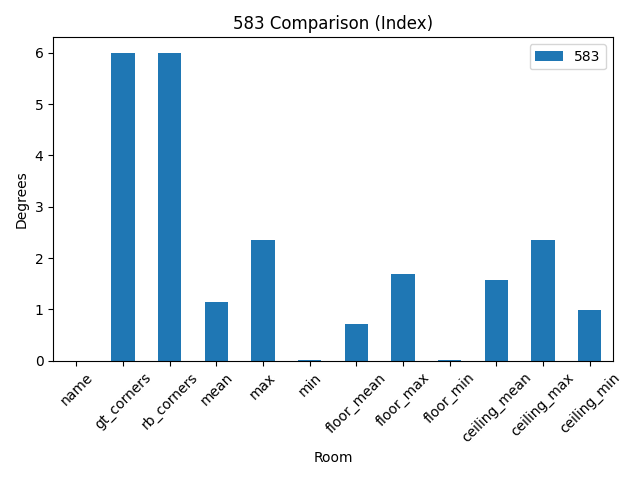 583 Comparison (Index)
583
Degrees
6
5
4
3
2
1
0
name
gt_corners
rb_corners
mean
max
min
floor_mean
floor_max
floor_min
ceiling_mean
ceiling_max
ceiling_min
Room